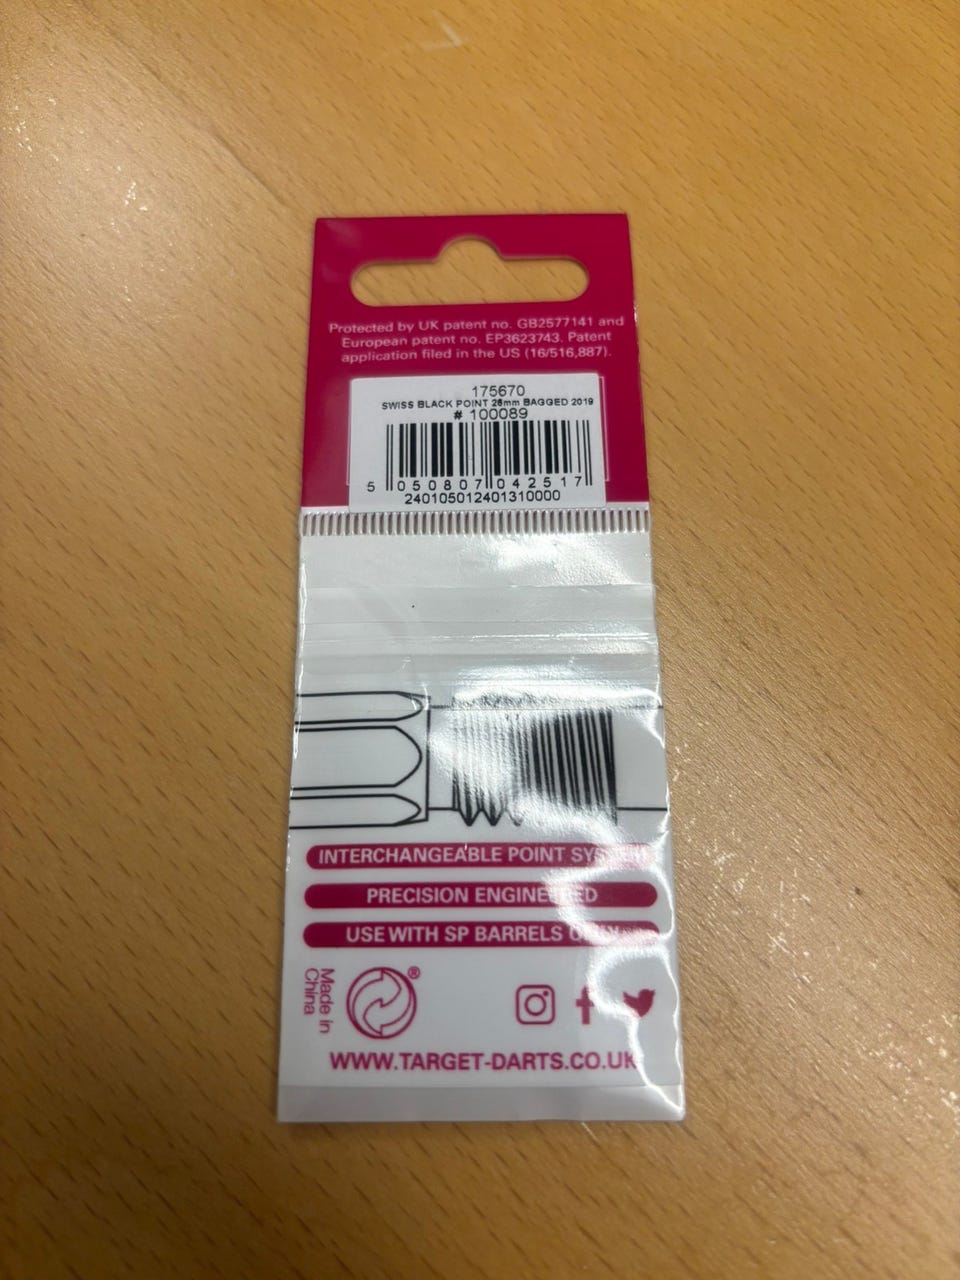 Protected by UK patent no. GB2577141 and
European patent no. EP3623743. Patent
application filed in the US (16/516,887).
175670
SWISS BLACK POINT 26mm BAGGED 2019
# 100089
5 050807 042517
240105012401310000
INTERCHANGEABLE POINT SYSTEM
PRECISION ENGINEERED
USE WITH SP BARRELS ONLY
Made in
China
®
WWW.TARGET-DARTS.CO.UK